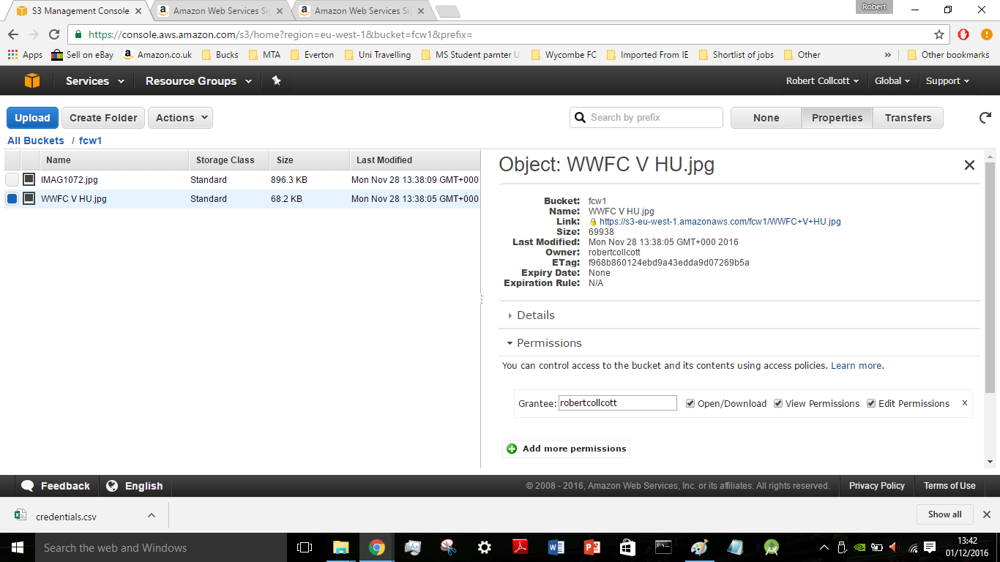 S3 Management Console
Amazon Web Services Si
Amazon Web Services Si
Robert
https://console.aws.amazon.com/s3/home?region=eu-west-1&bucket=fcw1&prefix=
Apps Sell on eBay Amazon.co.uk Bucks MTA Everton Uni Travelling MS Student parnter U Wycombe FC Imported From IE Shortlist of jobs Other » Other bookmarks
Services Resource Groups Robert Collcott Global Support
Upload Create Folder Actions Search by prefix None Properties Transfers
All Buckets / fcw1
Name Storage Class Size Last Modified
IMAG1072.jpg Standard 896.3 KB Mon Nov 28 13:38:09 GMT+000
WWFC V HU.jpg Standard 68.2 KB Mon Nov 28 13:38:05 GMT+000
Object: WWFC V HU.jpg
Bucket: fcw1
Name: WWFC V HU.jpg
Link: https://s3-eu-west-1.amazonaws.com/fcw1/WWFC+V+HU.jpg
Size: 69938
Last Modified: Mon Nov 28 13:38:05 GMT+000 2016
Owner: robertcollcott
ETag: f968b860124ebd9a43edda9d07269b5a
Expiry Date: None
Expiration Rule: N/A
Details
Permissions
You can control access to the bucket and its contents using access policies. Learn more.
Grantee: robertcollcott Open/Download View Permissions Edit Permissions x
Add more permissions
Feedback English © 2008 - 2016, Amazon Web Services, Inc. or its affiliates. All rights reserved. Privacy Policy Terms of Use
credentials.csv Show all
Search the web and Windows
13:42
01/12/2016